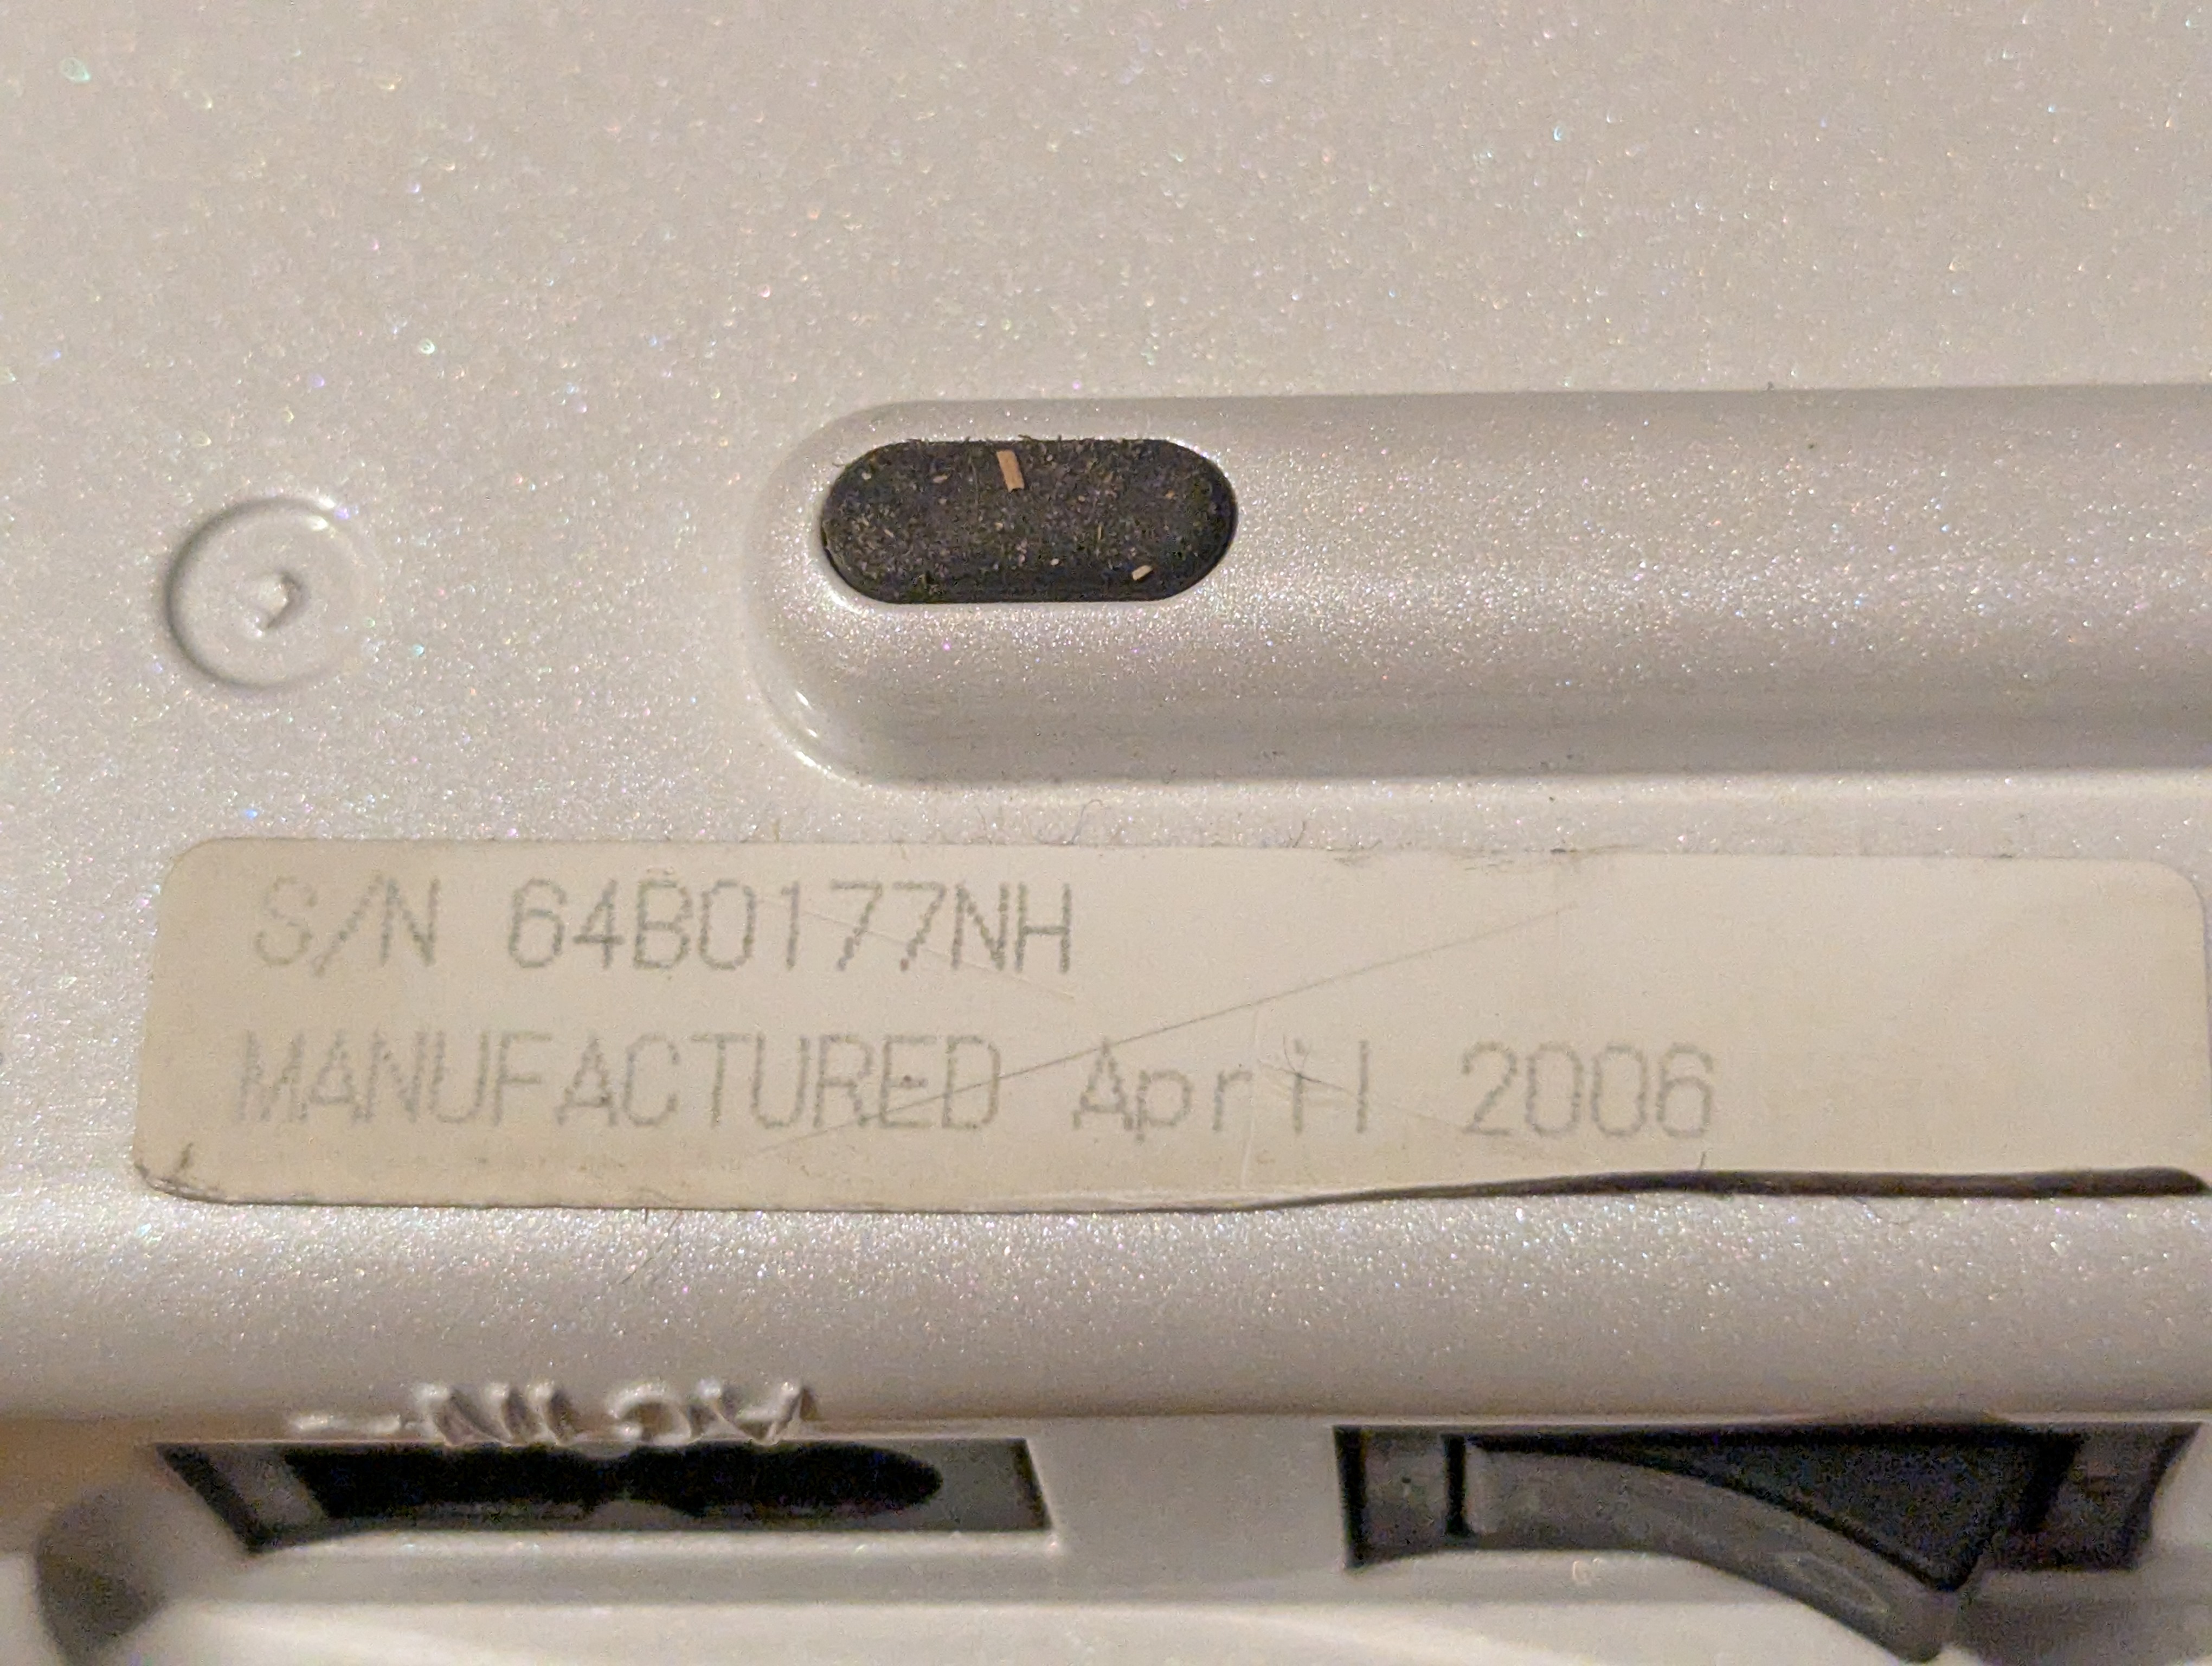 S/N 64B0177NH
MANUFACTURED April 2006
AC IN